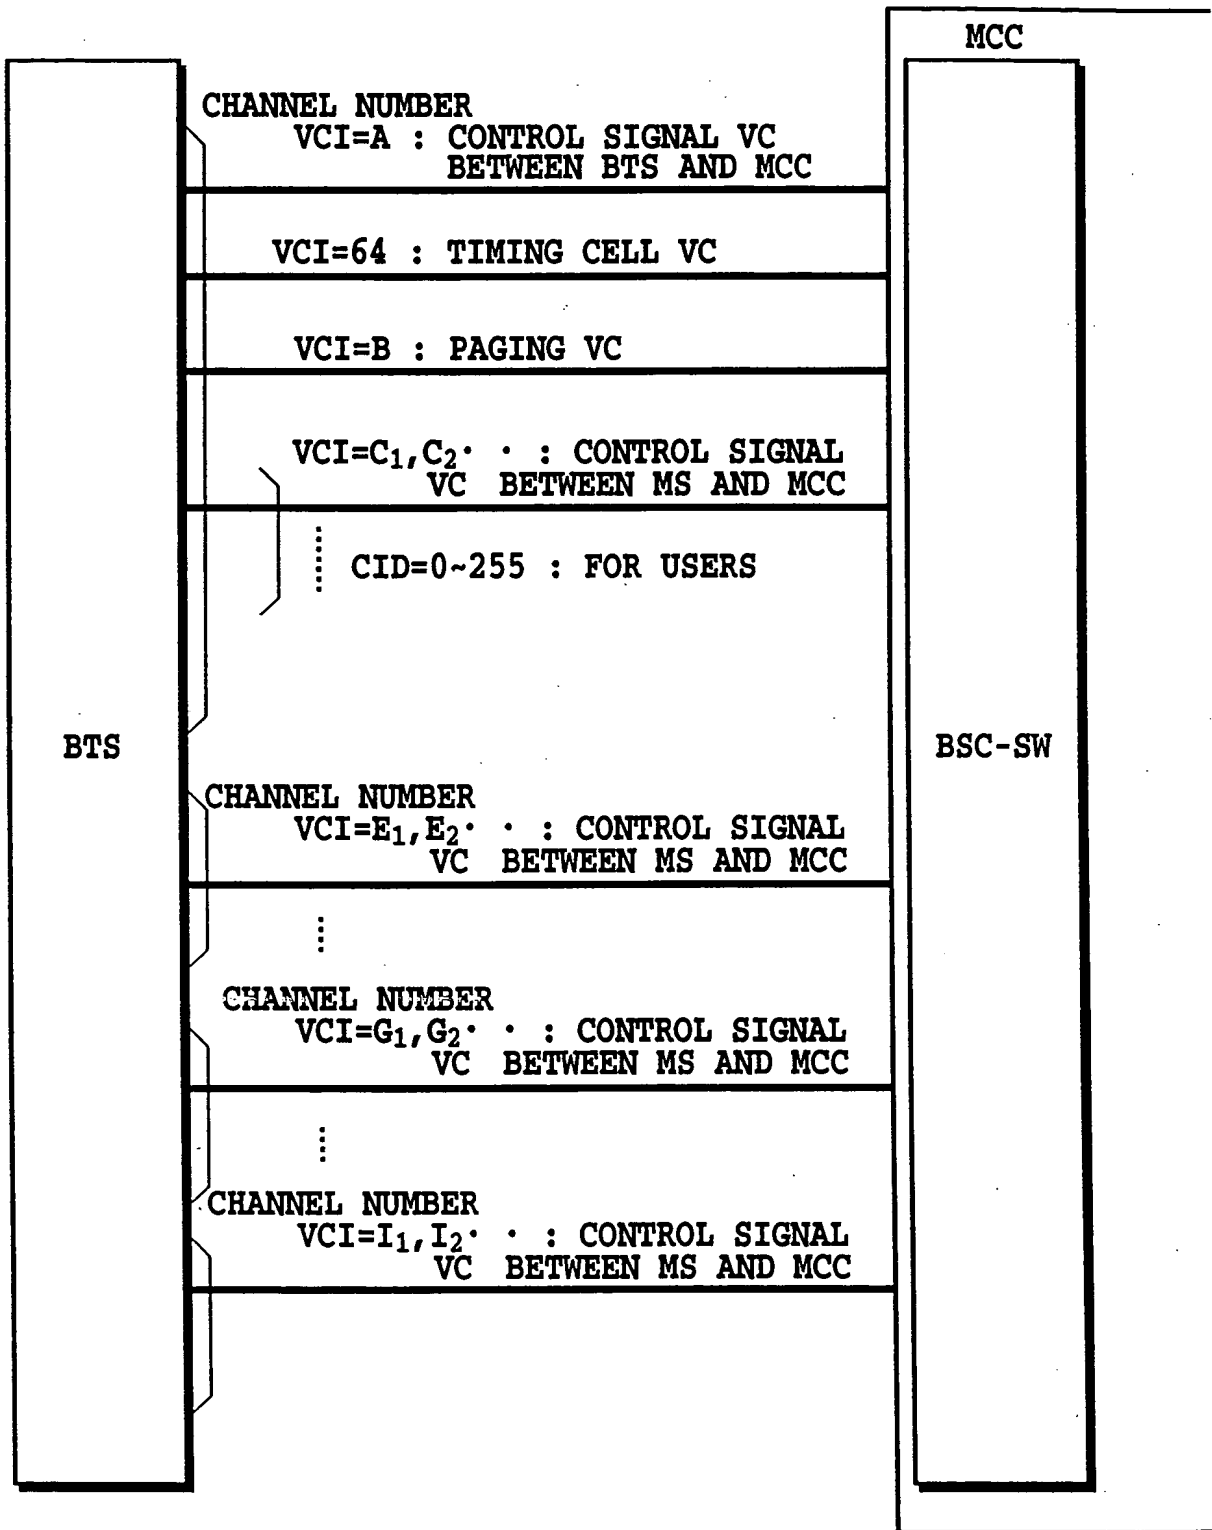 MCC
CHANNEL NUMBER
VCI=A : CONTROL SIGNAL VC
BETWEEN BTS AND MCC
VCI=64 : TIMING CELL VC
VCI=B : PAGING VC
VCI=C₁,C₂· · : CONTROL SIGNAL
VC BETWEEN MS AND MCC
CID=0~255 : FOR USERS
BTS
BSC-SW
CHANNEL NUMBER
VCI=E₁,E₂· · : CONTROL SIGNAL
VC BETWEEN MS AND MCC
CHANNEL NUMBER
VCI=G₁,G₂· · : CONTROL SIGNAL
VC BETWEEN MS AND MCC
CHANNEL NUMBER
VCI=I₁,I₂· · : CONTROL SIGNAL
VC BETWEEN MS AND MCC